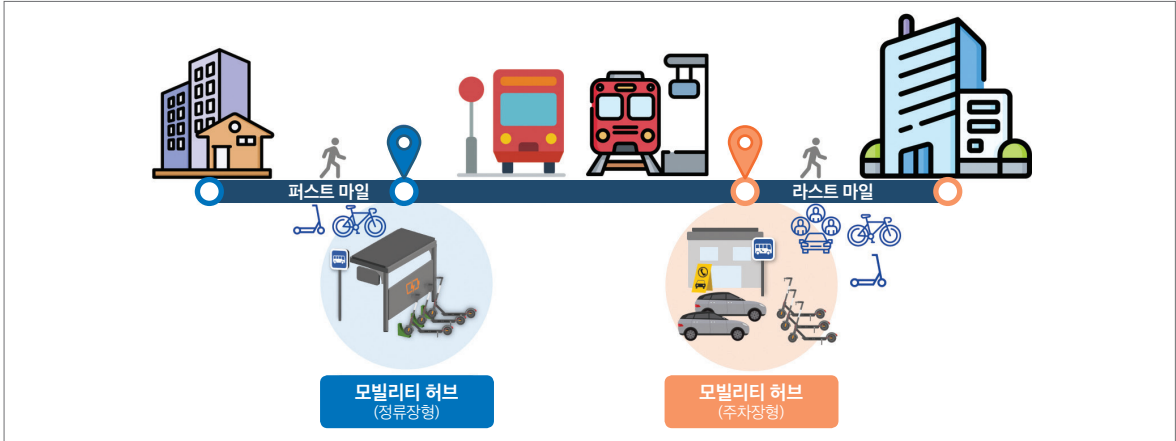 퍼스트 마일
라스트 마일
모빌리티 허브
(정류장형)
모빌리티 허브
(주차장형)